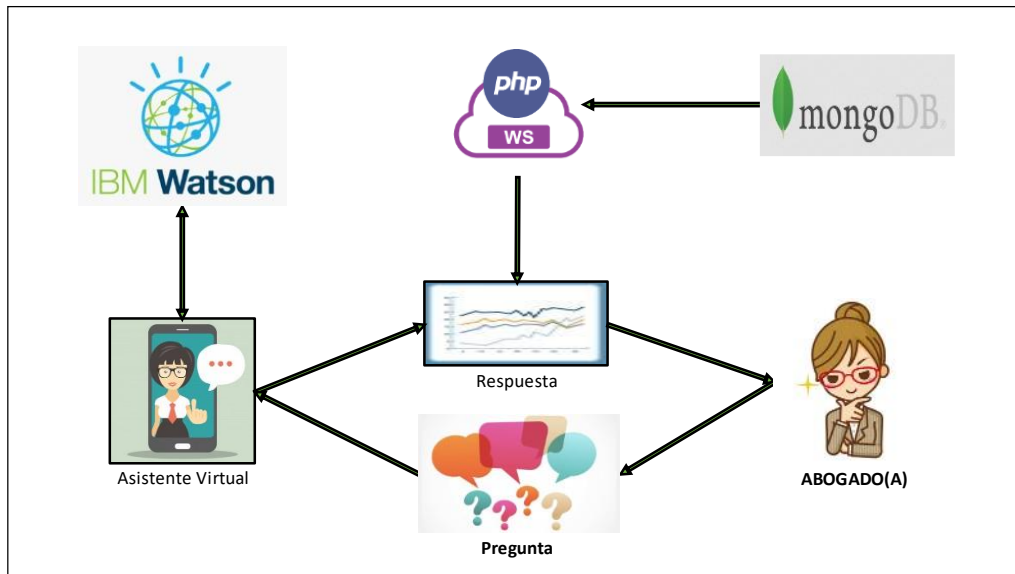 php
WS
mongoDB
IBM Watson
Respuesta
Asistente Virtual
Pregunta
ABOGADO(A)